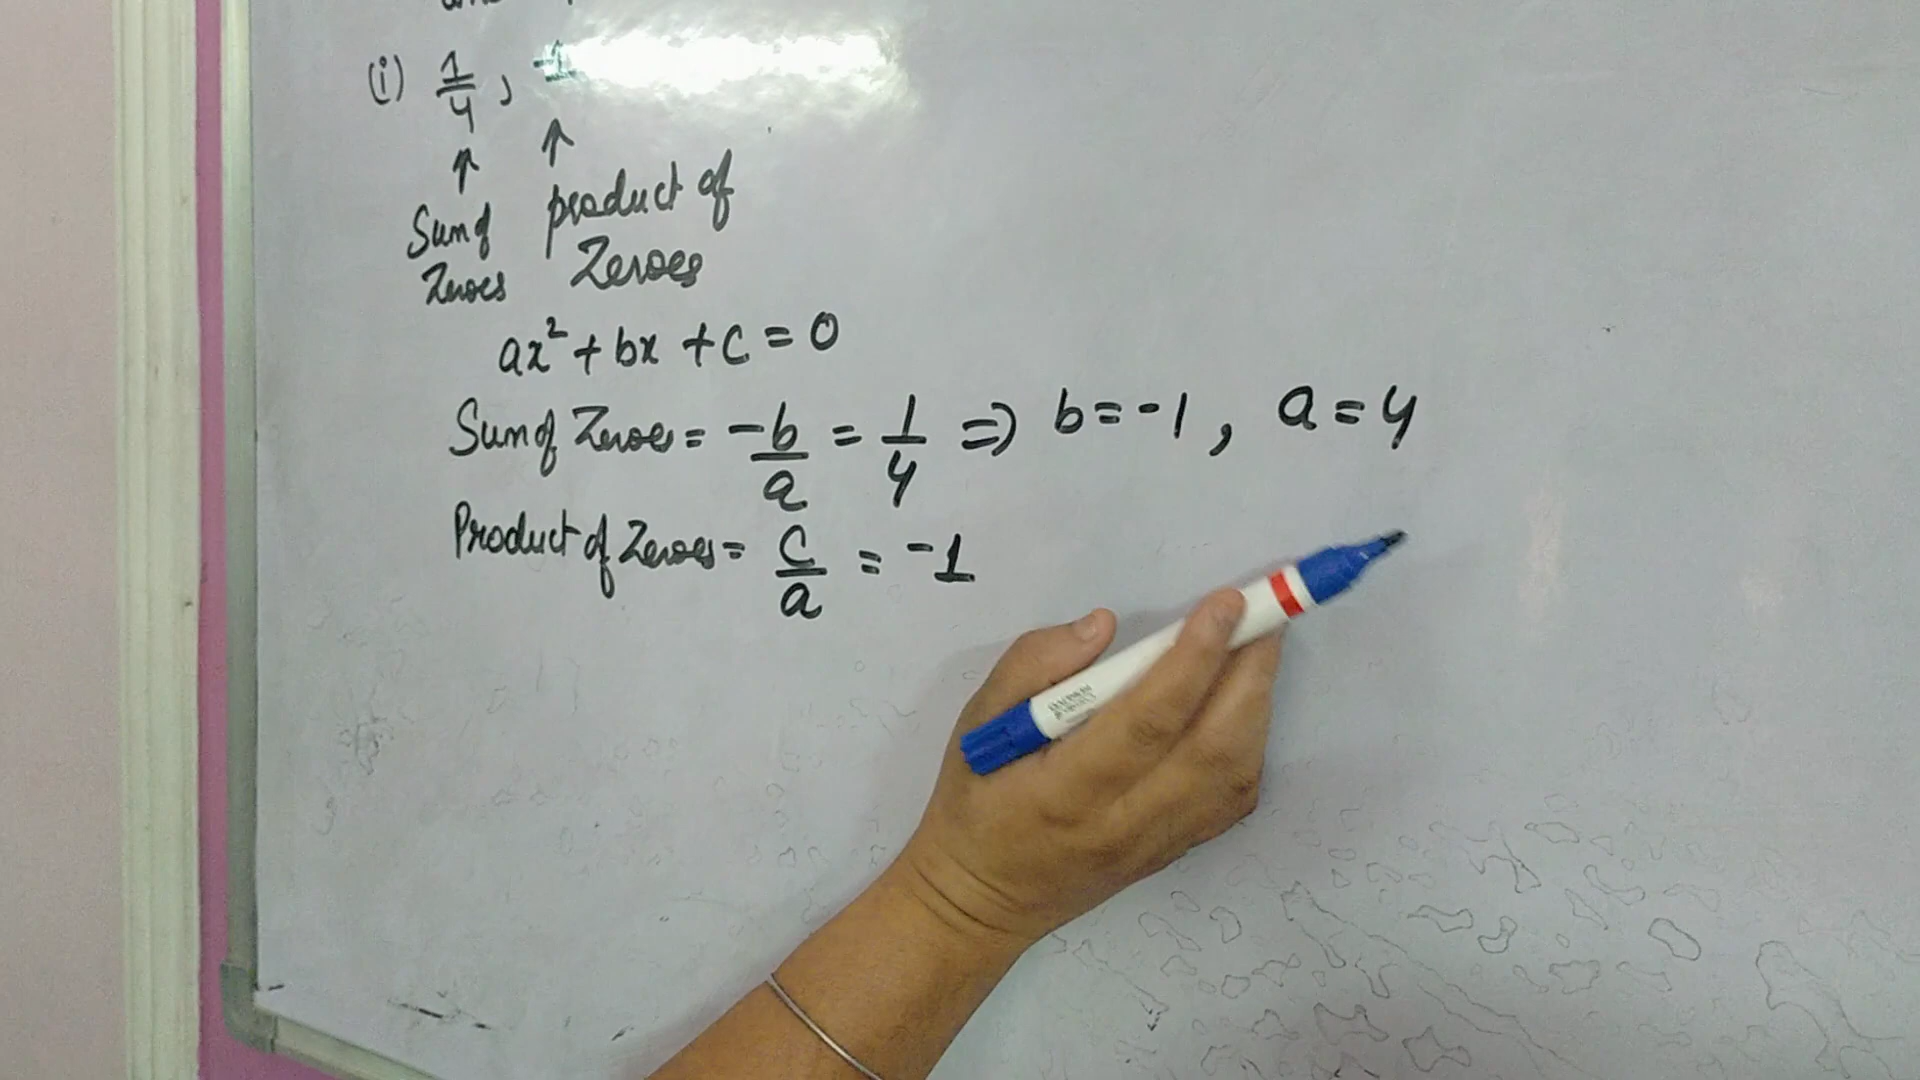 (i) 1/4 , -1
↑ ↑
Sum of product of
Zeroes Zeroes
ax² + bx + c = 0
Sum of Zeroes = -b/a = 1/4 => b = -1 , a = 4
Product of Zeroes = c/a = -1